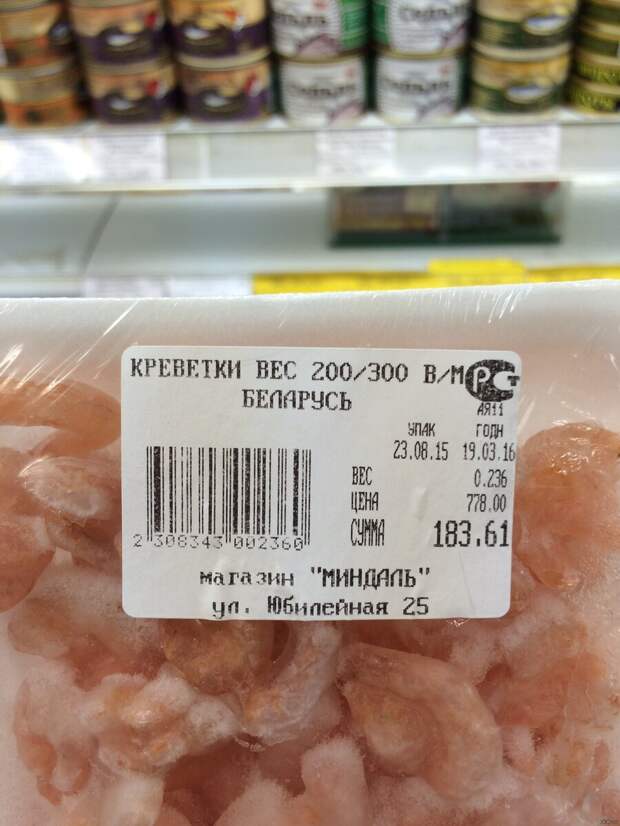 КРЕВЕТКИ ВЕС 200/300 В/М
БЕЛАРУСЬ
РСТ
АЯ11
УПАК ГОДН
23.08.15 19.03.16
ВЕС 0.236
ЦЕНА 778.00
СУММА 183.61
2 308343 002360
магазин "МИНДАЛЬ"
ул. Юбилейная 25